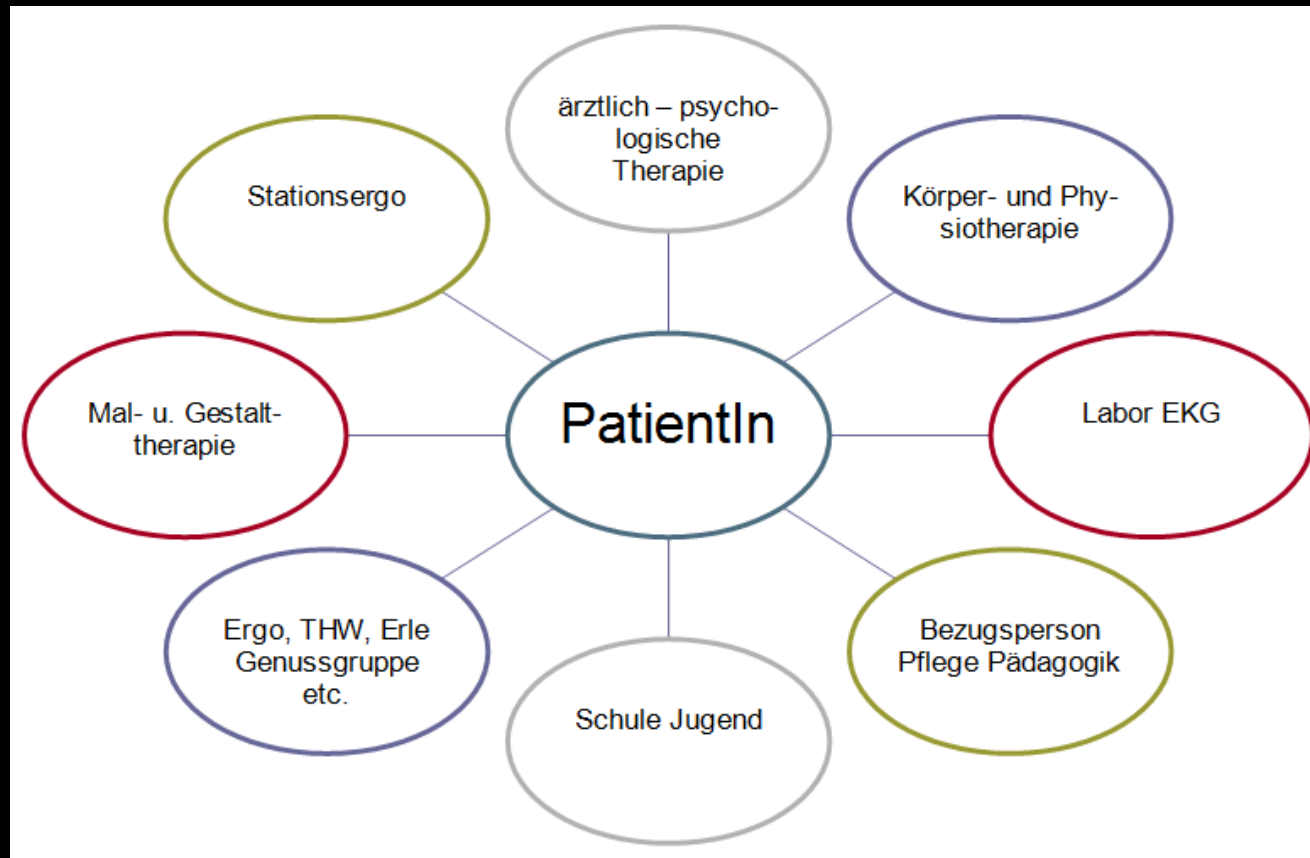 ärztlich – psycho-
logische
Therapie
Körper- und Phy-
siotherapie
Labor EKG
Bezugsperson
Pflege Pädagogik
Schule Jugend
Ergo, THW, Erle
Genussgruppe
etc.
Mal- u. Gestalt-
therapie
Stationsergo
PatientIn